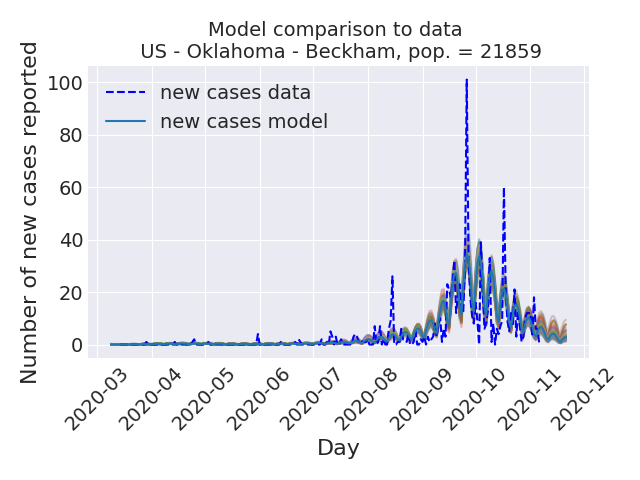 Model comparison to data
US - Oklahoma - Beckham, pop. = 21859
Number of new cases reported
100
80
60
40
20
0
new cases data
new cases model
2020-03
2020-04
2020-05
2020-06
2020-07
2020-08
2020-09
2020-10
2020-11
2020-12
Day